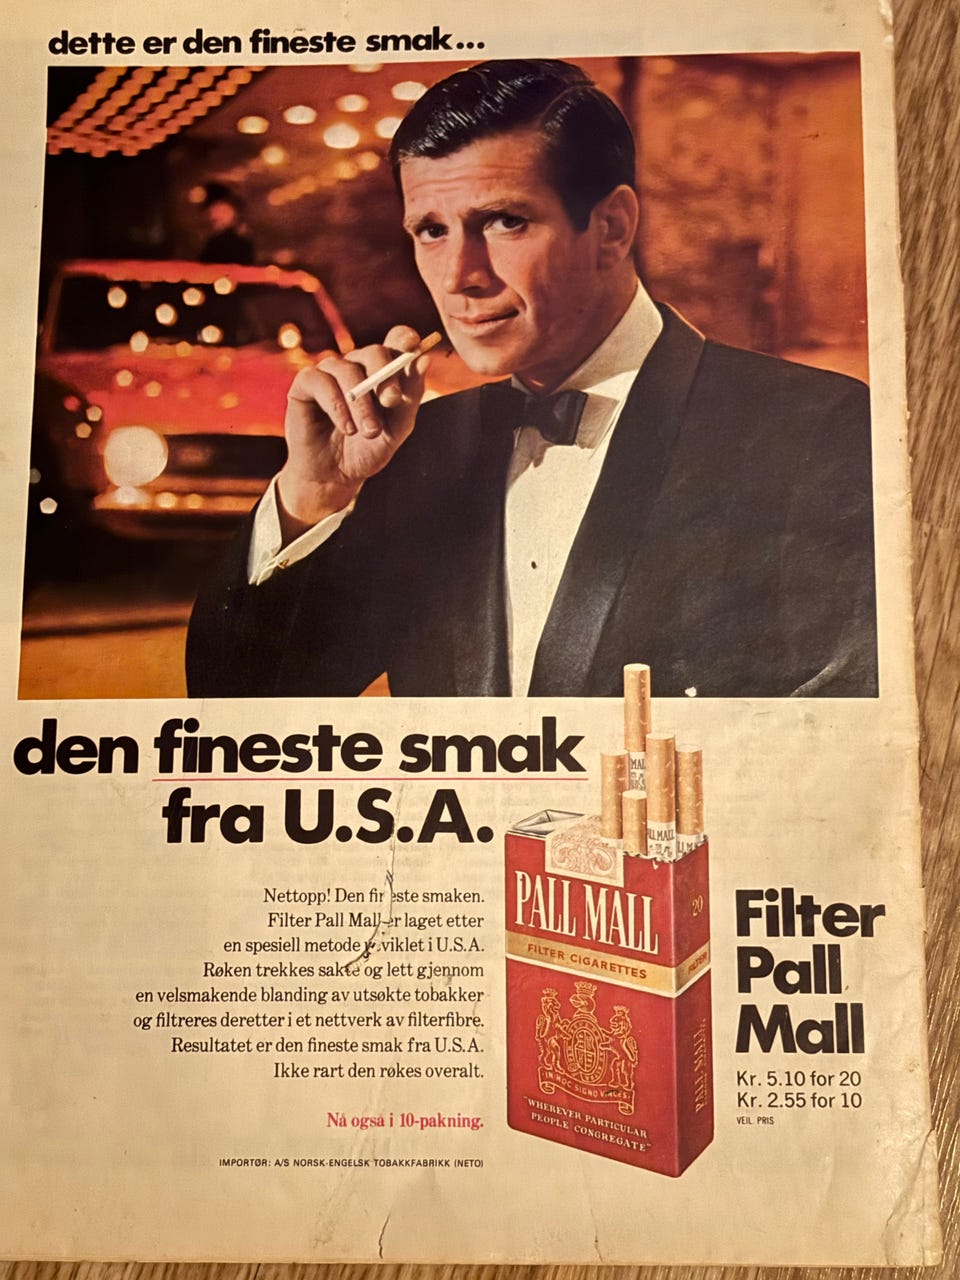 dette er den fineste smak...
den fineste smak
fra U.S.A.
Nettopp! Den fineste smaken.
Filter Pall Mall er laget etter
en spesiell metode utviklet i U.S.A.
Røken trekkes sakte og lett gjennom
en velsmakende blanding av utsøkte tobakker
og filtreres deretter i et nettverk av filterfibre.
Resultatet er den fineste smak fra U.S.A.
Ikke rart den røkes overalt.
Nå også i 10-pakning.
IMPORTØR: A/S NORSK-ENGELSK TOBAKKFABRIKK (NETO)
PALL MALL
FILTER CIGARETTES
IN HOC SIGNO VINCES
"WHEREVER PARTICULAR
PEOPLE CONGREGATE"
20
FILTER
PALL MALL
Filter
Pall
Mall
Kr. 5.10 for 20
Kr. 2.55 for 10
VEIL. PRIS